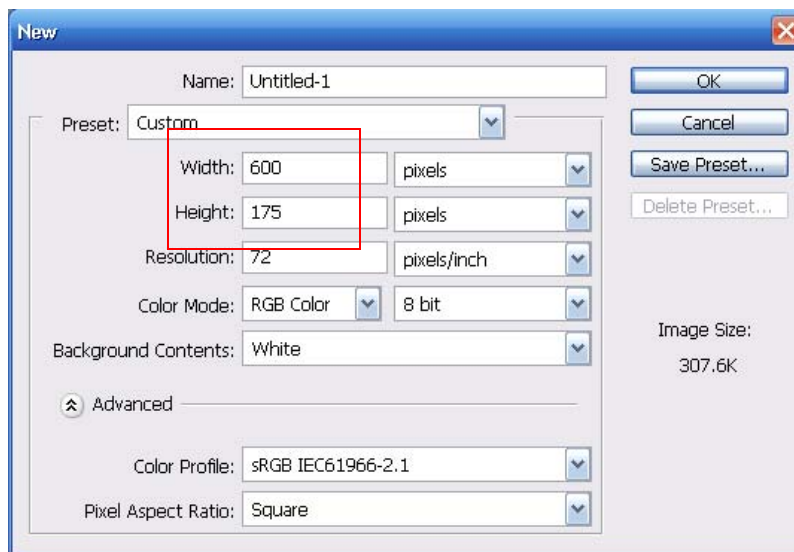 New
Name: Untitled-1
OK
Preset: Custom
Cancel
Width: 600 pixels
Save Preset...
Height: 175 pixels
Delete Preset...
Resolution: 72 pixels/inch
Color Mode: RGB Color 8 bit
Image Size:
Background Contents: White
307.6K
Advanced
Color Profile: sRGB IEC61966-2.1
Pixel Aspect Ratio: Square